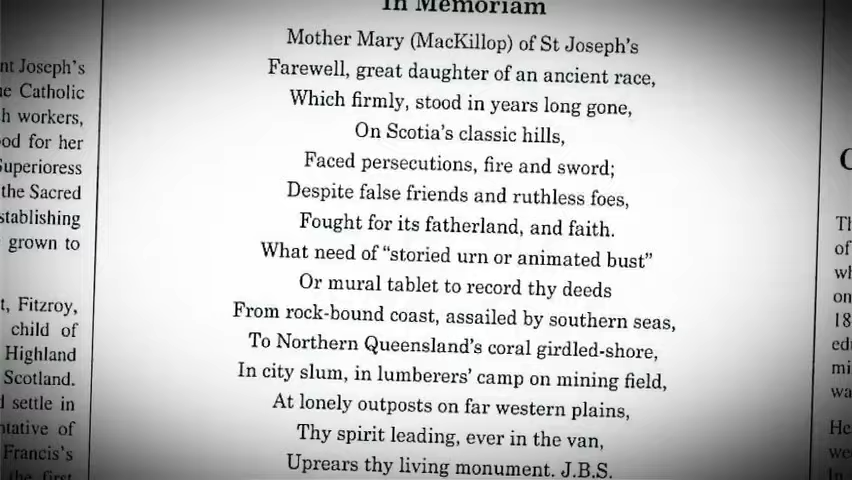 In Memoriam
Mother Mary (MacKillop) of St Joseph's
Farewell, great daughter of an ancient race,
Which firmly, stood in years long gone,
On Scotia's classic hills,
Faced persecutions, fire and sword;
Despite false friends and ruthless foes,
Fought for its fatherland, and faith.
What need of “storied urn or animated bust”
Or mural tablet to record thy deeds
From rock-bound coast, assailed by southern seas,
To Northern Queensland's coral girdled-shore,
In city slum, in lumberers' camp on mining field,
At lonely outposts on far western plains,
Thy spirit leading, ever in the van,
Uprears thy living monument. J.B.S.
Joseph's
Catholic
workers,
for her
the Sacred
grown to
Fitzroy,
child of
Highland
Scotland.
settle in
of
Francis's
the first
of
on
He